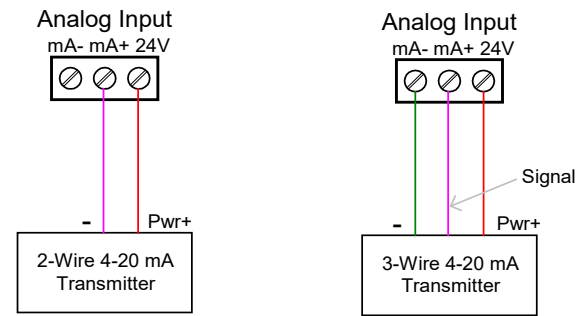 Analog Input
mA- mA+ 24V
- Pwr+
2-Wire 4-20 mA
Transmitter
Analog Input
mA- mA+ 24V
Signal
- Pwr+
3-Wire 4-20 mA
Transmitter